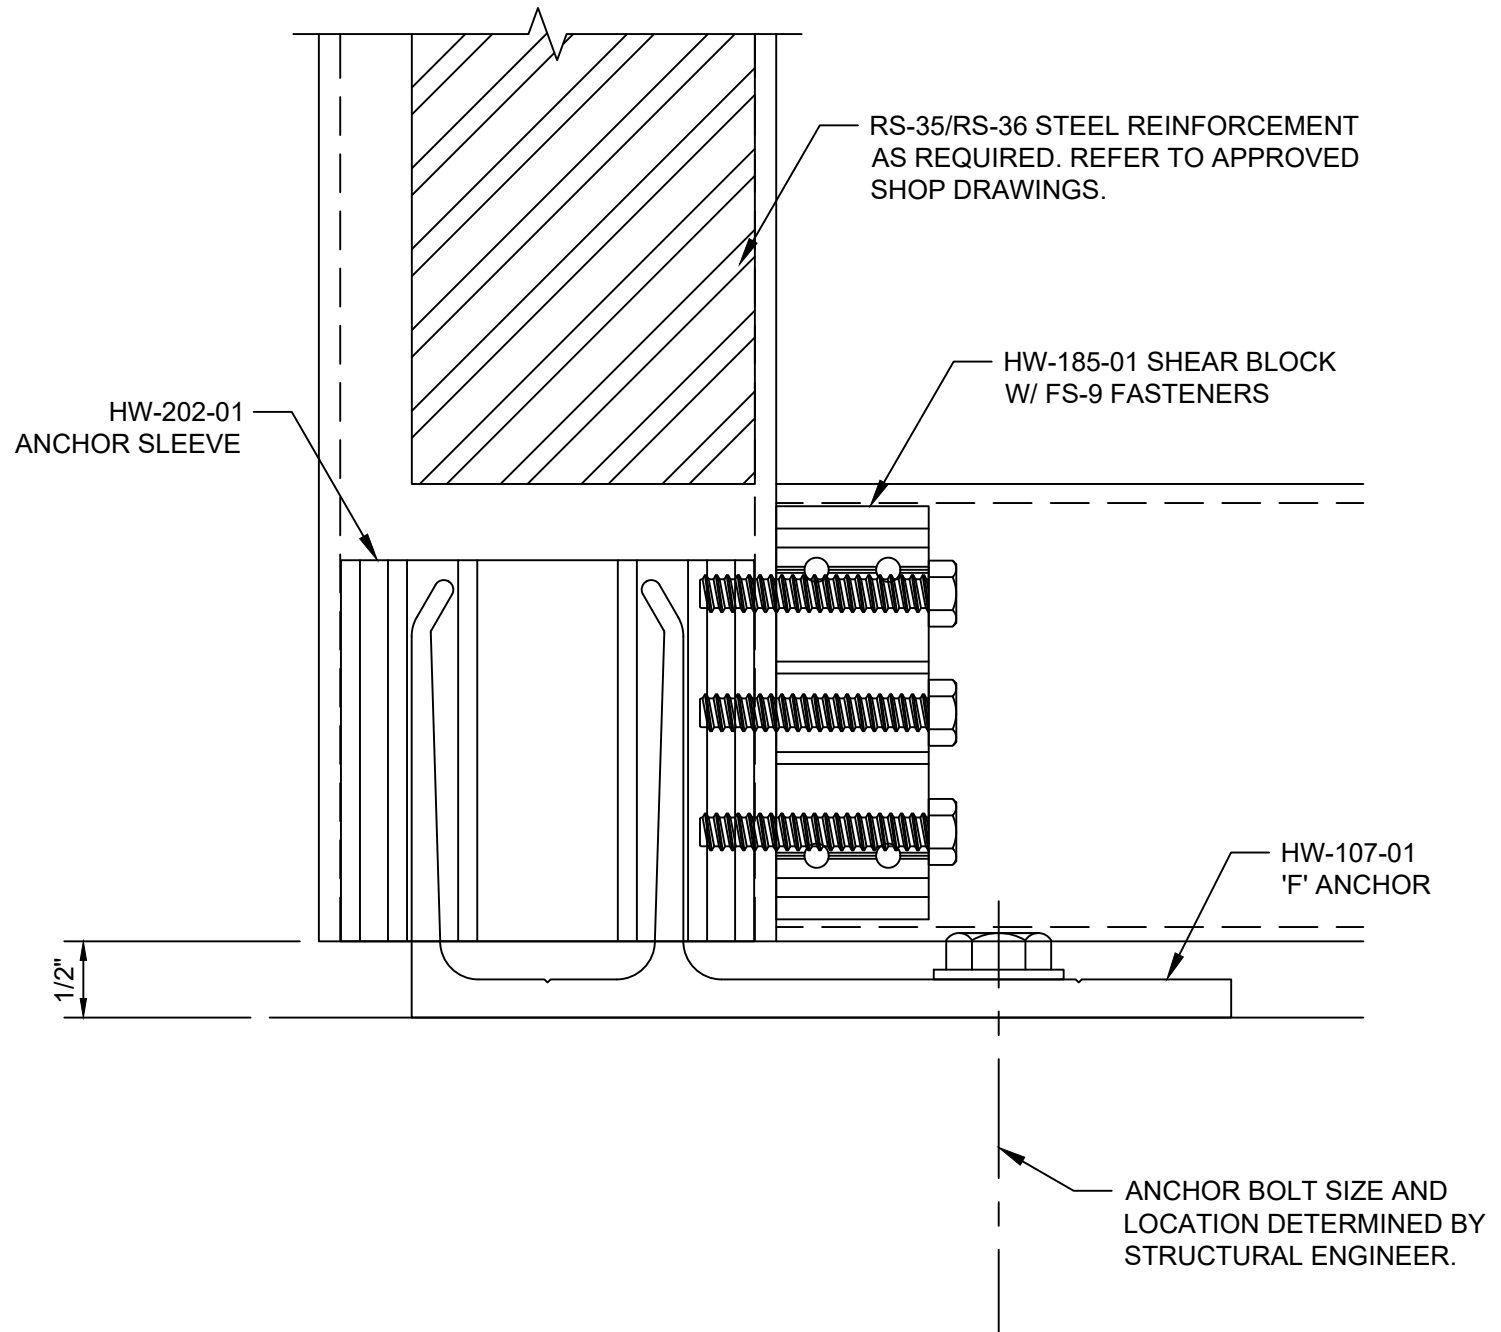 RS-35/RS-36 STEEL REINFORCEMENT
AS REQUIRED. REFER TO APPROVED
SHOP DRAWINGS.
HW-185-01 SHEAR BLOCK
W/ FS-9 FASTENERS
HW-202-01
ANCHOR SLEEVE
HW-107-01
'F' ANCHOR
1/2"
ANCHOR BOLT SIZE AND
LOCATION DETERMINED BY
STRUCTURAL ENGINEER.